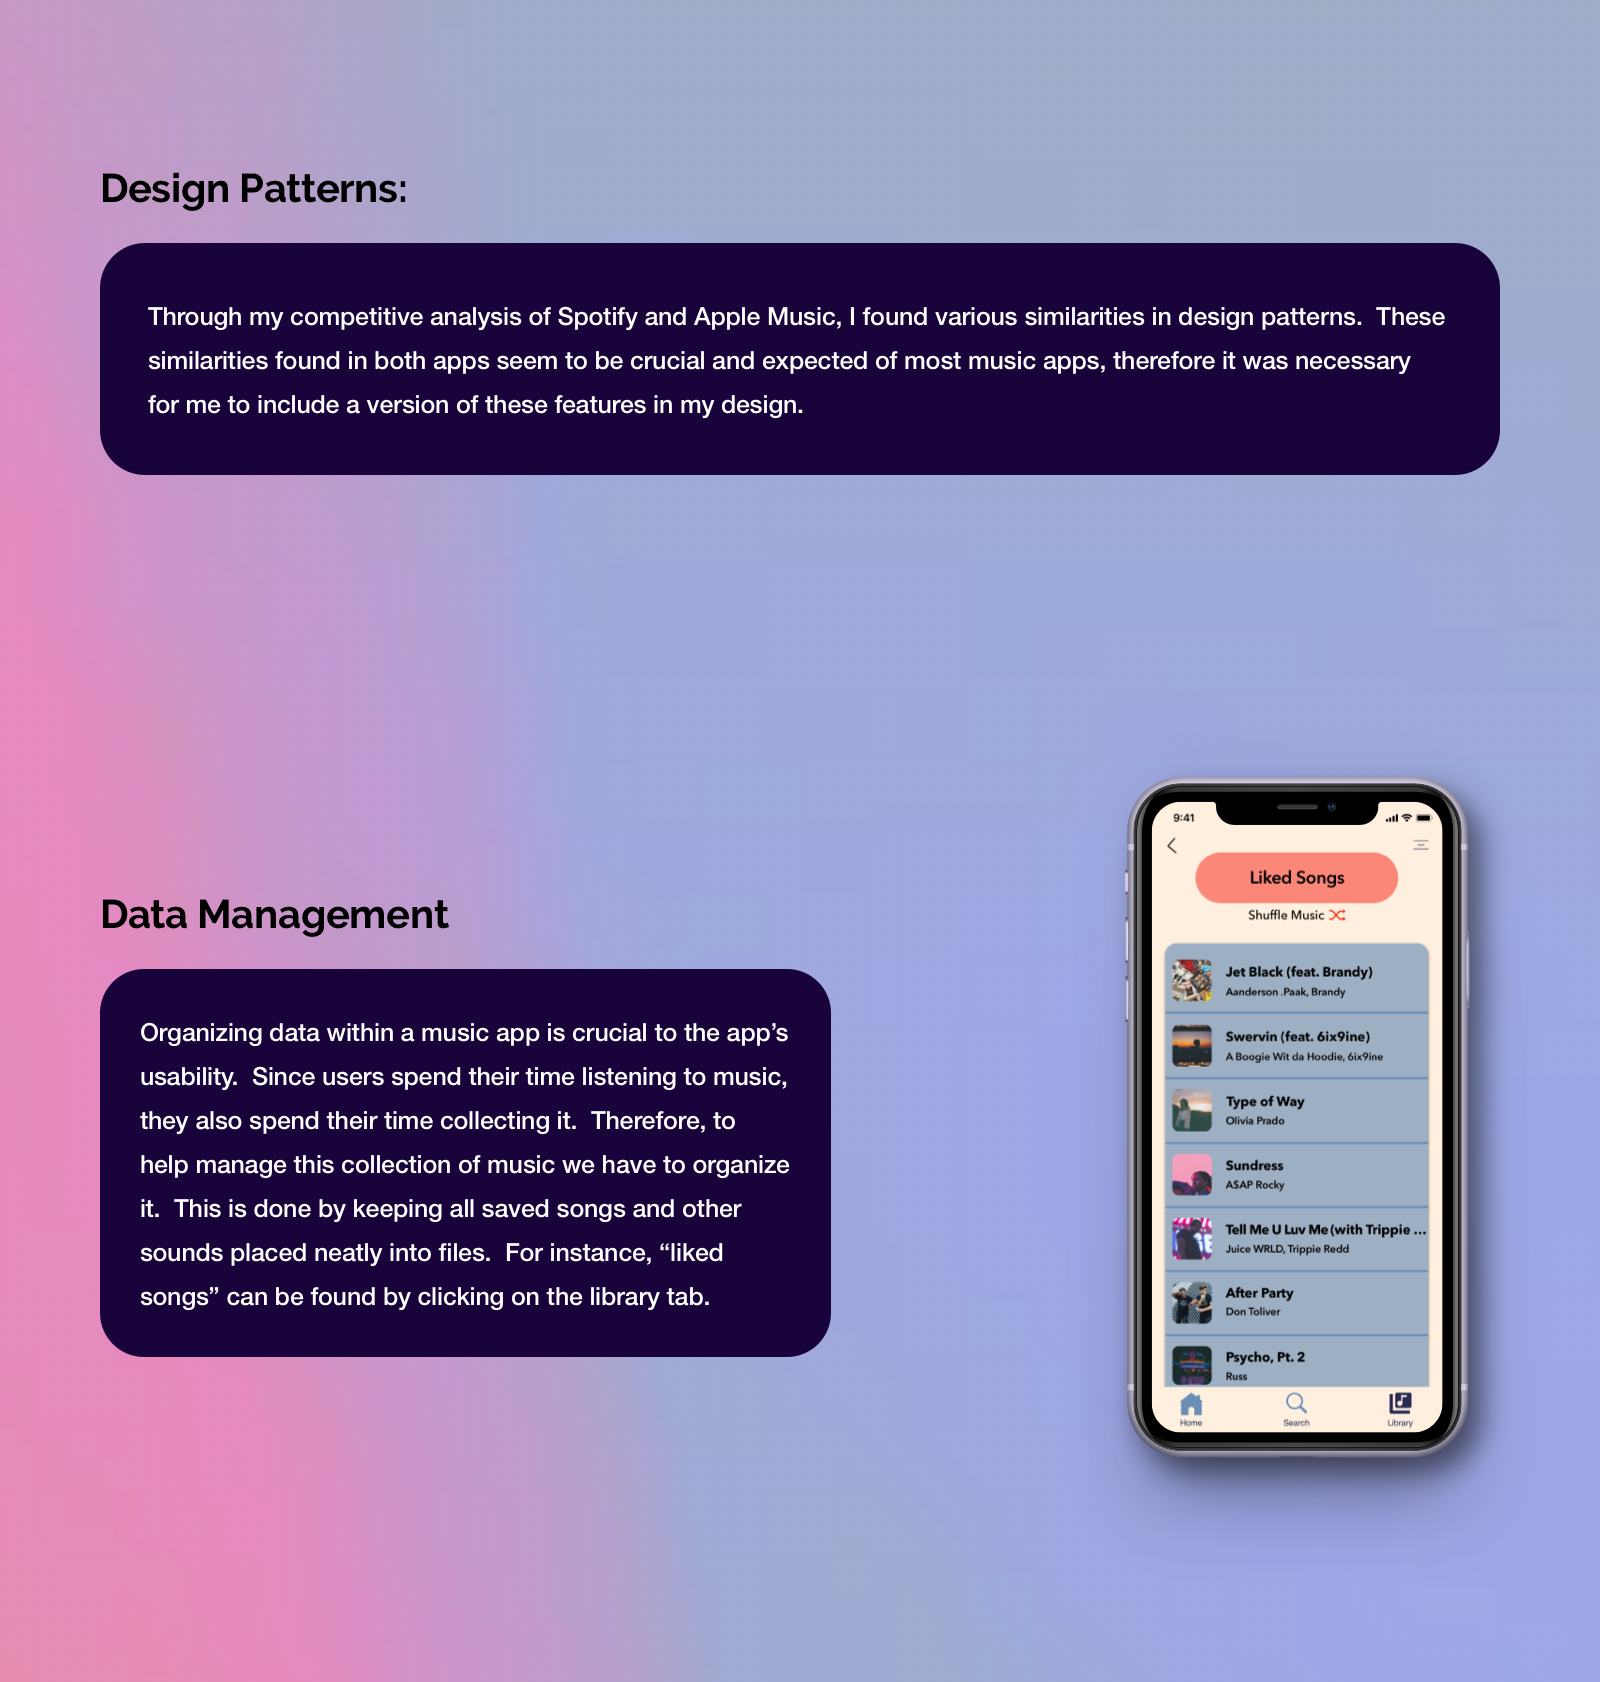 Design Patterns:
Through my competitive analysis of Spotify and Apple Music, I found various similarities in design patterns.  These
similarities found in both apps seem to be crucial and expected of most music apps, therefore it was necessary
for me to include a version of these features in my design.
Data Management
Organizing data within a music app is crucial to the app’s
usability.  Since users spend their time listening to music,
they also spend their time collecting it.  Therefore, to
help manage this collection of music we have to organize
it.  This is done by keeping all saved songs and other
sounds placed neatly into files.  For instance, “liked
songs” can be found by clicking on the library tab.
9:41
Liked Songs
Shuffle Music
Jet Black (feat. Brandy)
Aanderson .Paak, Brandy
Swervin (feat. 6ix9ine)
A Boogie Wit da Hoodie, 6ix9ine
Type of Way
Olivia Prado
Sundress
A$AP Rocky
Tell Me U Luv Me (with Trippie ...
Juice WRLD, Trippie Redd
After Party
Don Toliver
Psycho, Pt. 2
Russ
Home
Search
Library